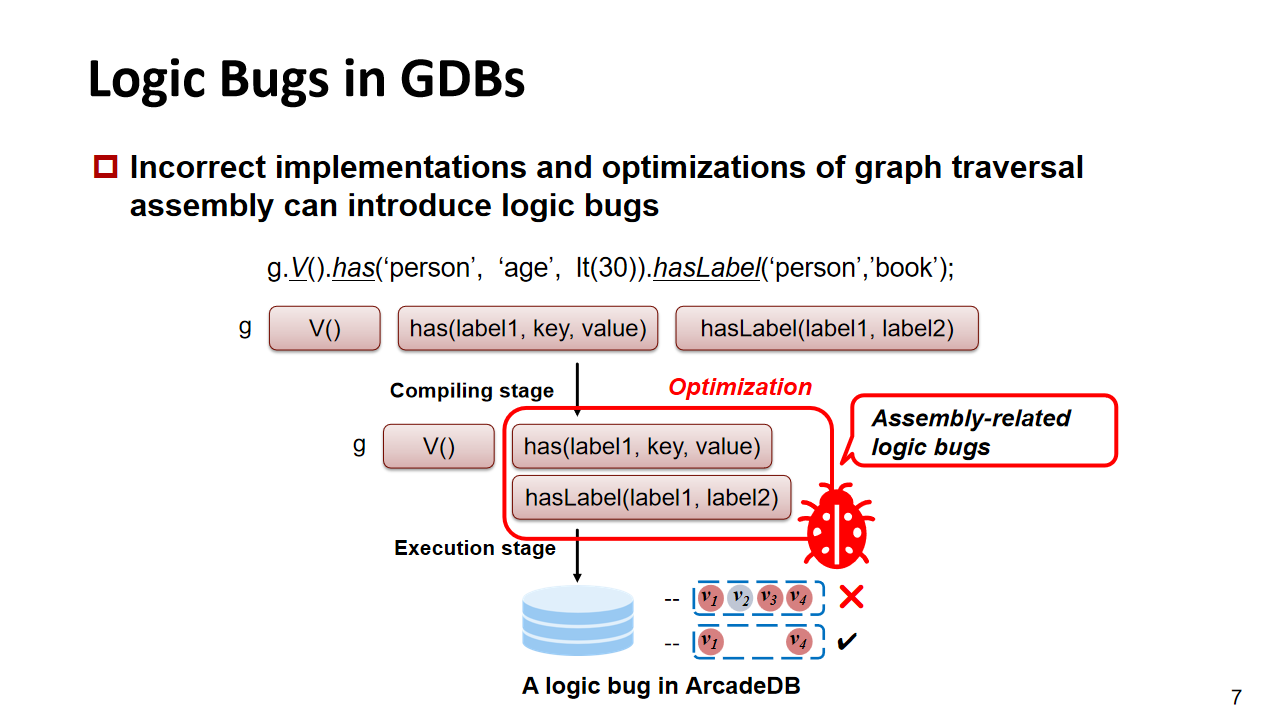 Logic Bugs in GDBs
Incorrect implementations and optimizations of graph traversal
assembly can introduce logic bugs
g.V().has(‘person’, ‘age’, lt(30)).hasLabel(‘person’,’book’);
g V() has(label1, key, value) hasLabel(label1, label2)
Compiling stage
Optimization
Assembly-related
logic bugs
g V() has(label1, key, value)
hasLabel(label1, label2)
Execution stage
-- v1 v2 v3 v4
-- v1 v4
A logic bug in ArcadeDB
7